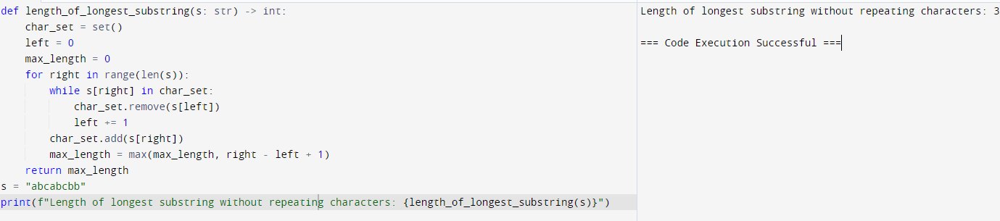 def length_of_longest_substring(s: str) -> int:
    char_set = set()
    left = 0
    max_length = 0
    for right in range(len(s)):
        while s[right] in char_set:
            char_set.remove(s[left])
            left += 1
        char_set.add(s[right])
        max_length = max(max_length, right - left + 1)
    return max_length
s = "abcabcbb"
print(f"Length of longest substring without repeating characters: {length_of_longest_substring(s)}")
Length of longest substring without repeating characters: 3
=== Code Execution Successful ===